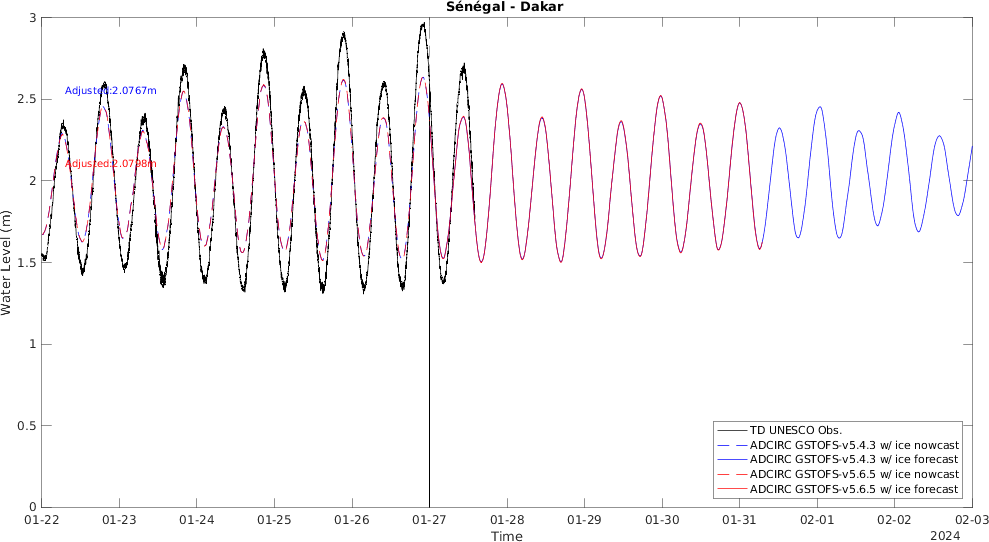 Sénégal - Dakar
3
2.5
2
1.5
1
0.5
0
Water Level (m)
Adjusted:2.0767m
Adjusted:2.0798m
TD UNESCO Obs.
ADCIRC GSTOFS-v5.4.3 w/ ice nowcast
ADCIRC GSTOFS-v5.4.3 w/ ice forecast
ADCIRC GSTOFS-v5.6.5 w/ ice nowcast
ADCIRC GSTOFS-v5.6.5 w/ ice forecast
01-22 01-23 01-24 01-25 01-26 01-27 01-28 01-29 01-30 01-31 02-01 02-02 02-03
Time
2024